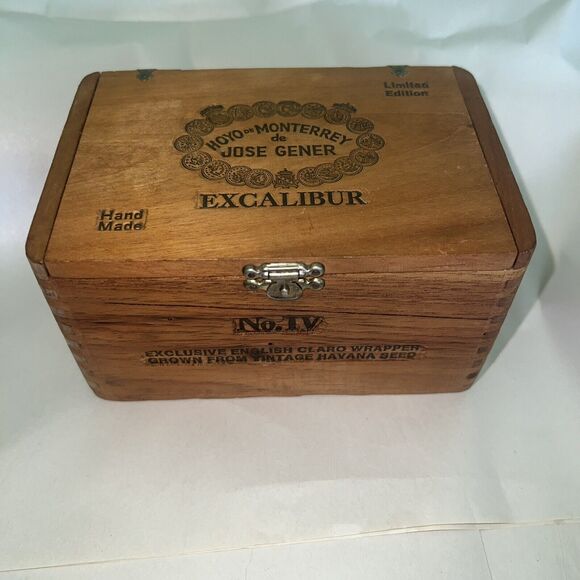 Limited
Edition
HOYO DE MONTERREY
de
JOSE GENER
EXCALIBUR
Hand
Made
No. IV
EXCLUSIVE ENGLISH CLARO WRAPPER
GROWN FROM VINTAGE HAVANA SEED